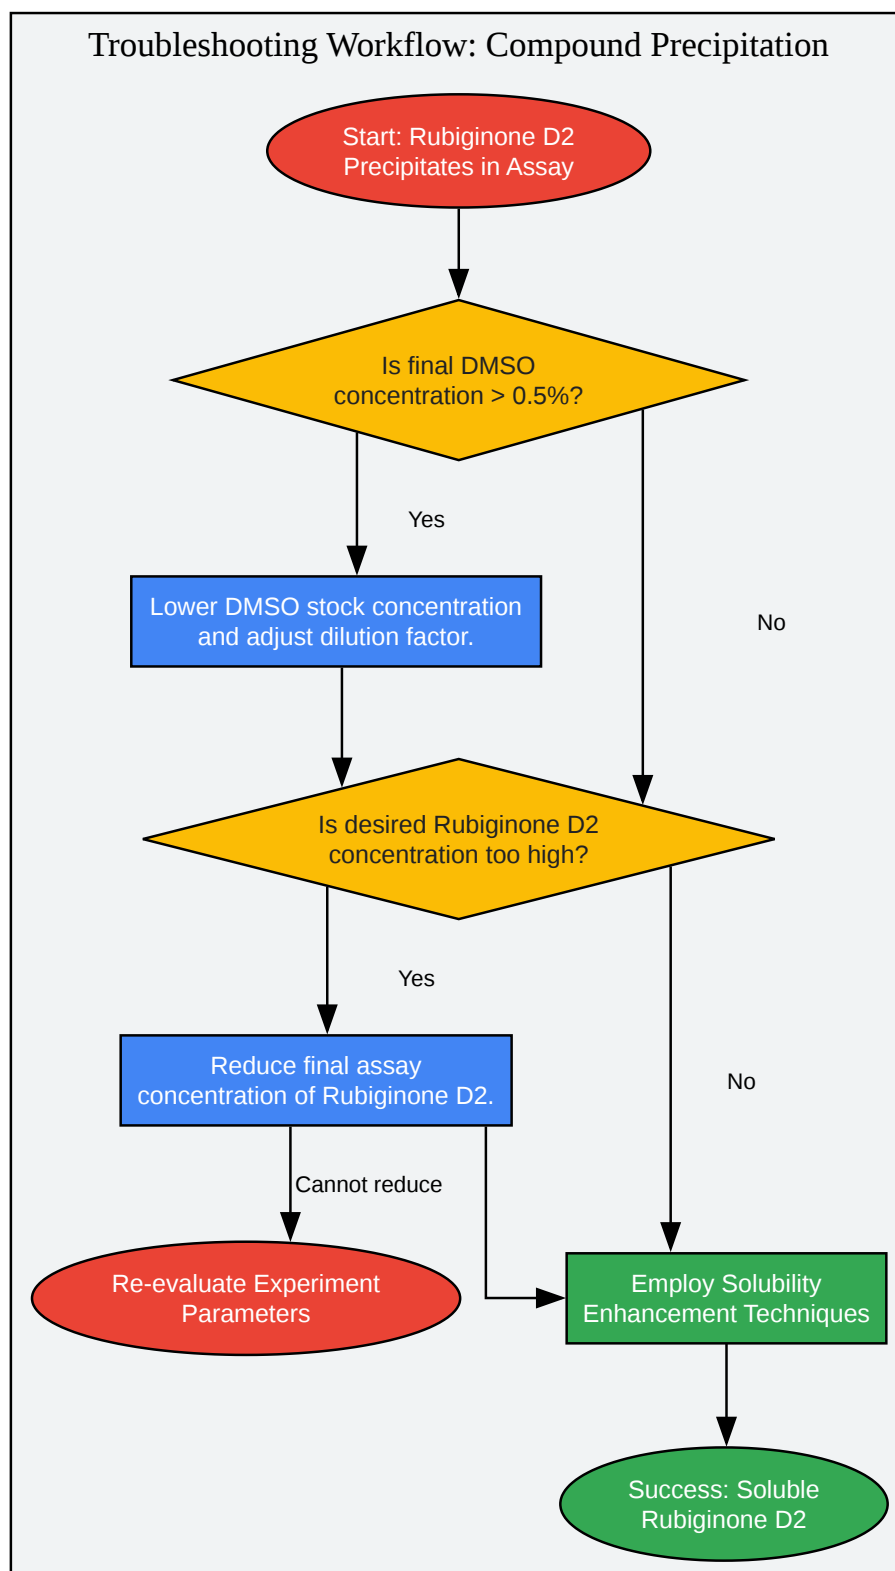 Troubleshooting Workflow: Compound Precipitation
Start: Rubiginone D2
Precipitates in Assay
Is final DMSO
concentration > 0.5%?
Yes
Lower DMSO stock concentration
and adjust dilution factor.
No
Is desired Rubiginone D2
concentration too high?
Yes
Reduce final assay
concentration of Rubiginone D2.
No
Cannot reduce
Re-evaluate Experiment
Parameters
Employ Solubility
Enhancement Techniques
Success: Soluble
Rubiginone D2